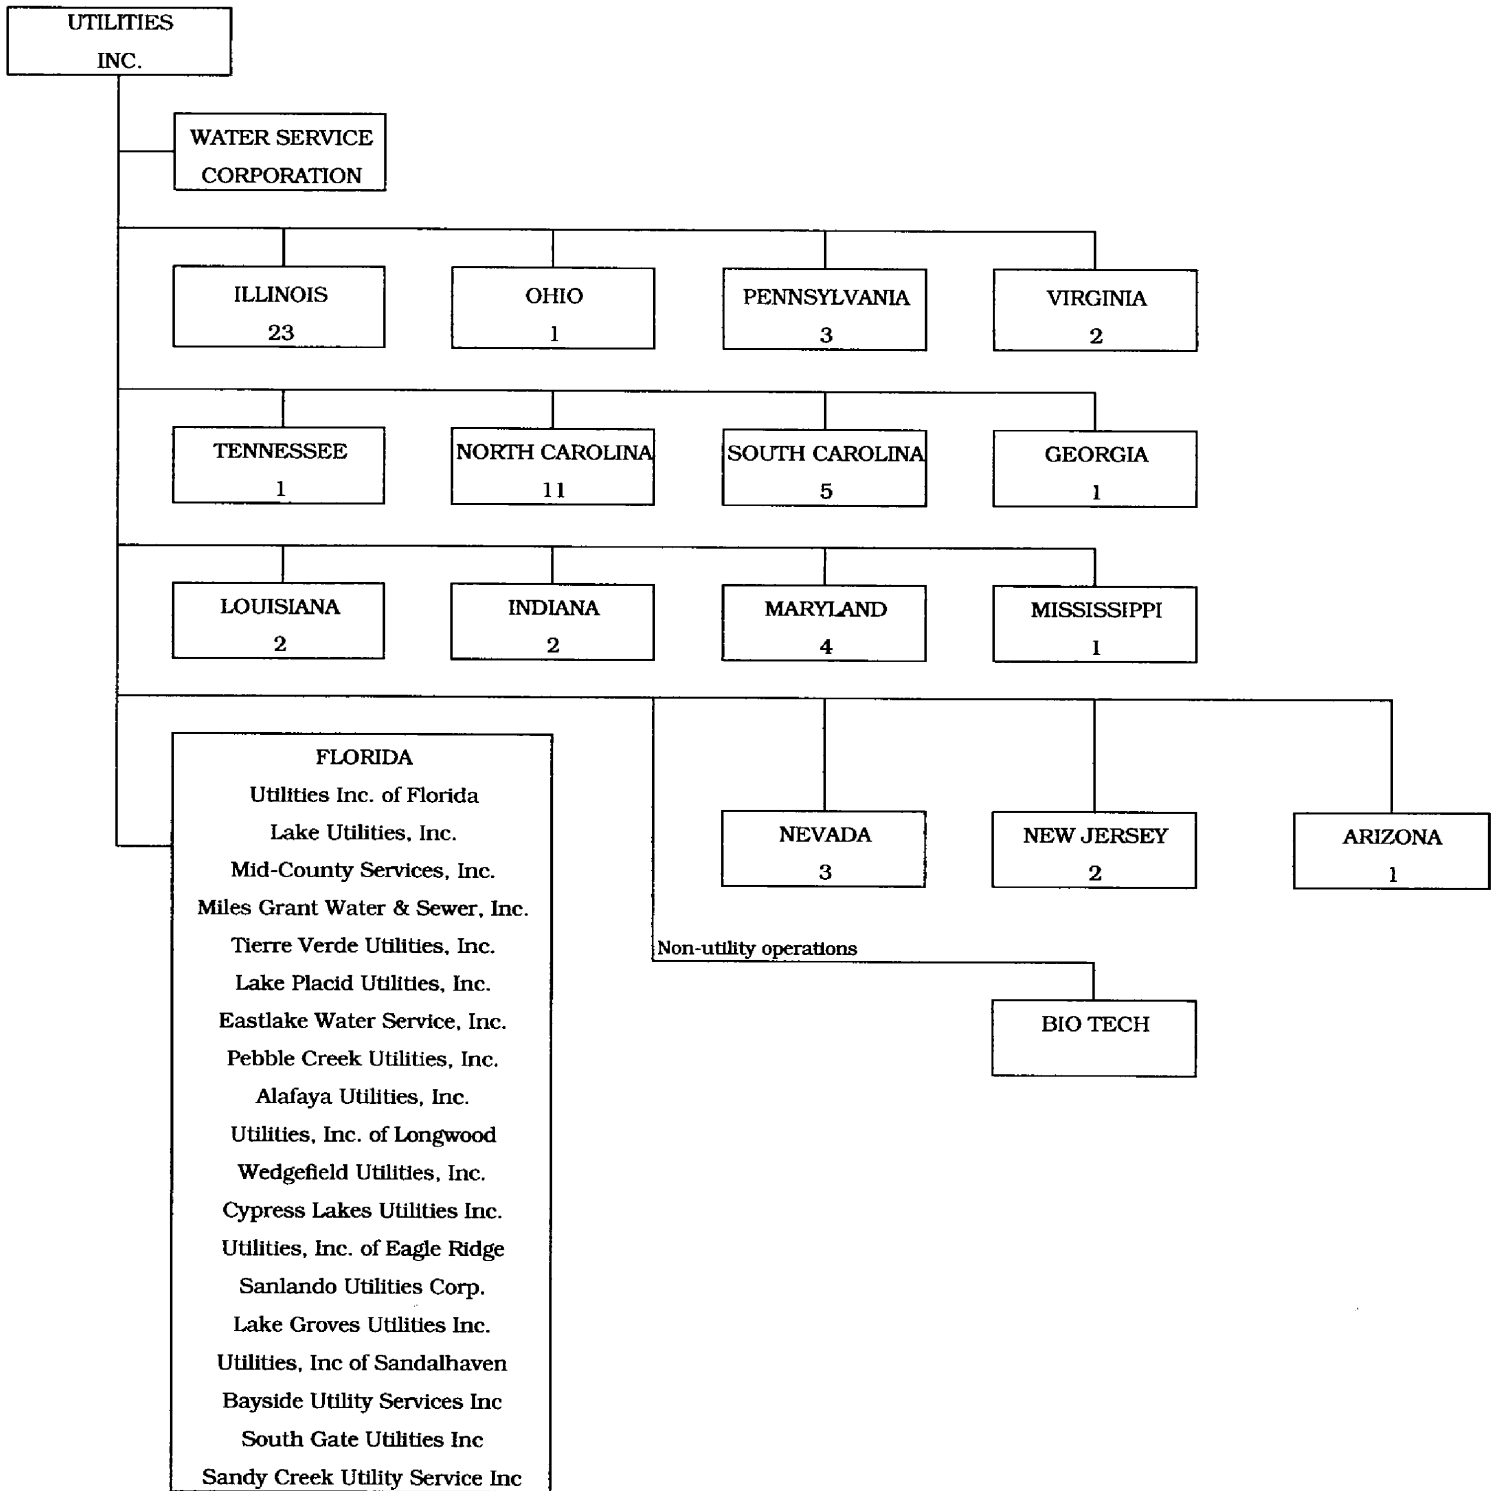 UTILITIES
INC.
WATER SERVICE
CORPORATION
ILLINOIS
23
OHIO
1
PENNSYLVANIA
3
VIRGINIA
2
TENNESSEE
1
NORTH CAROLINA
11
SOUTH CAROLINA
5
GEORGIA
1
LOUISIANA
2
INDIANA
2
MARYLAND
4
MISSISSIPPI
1
FLORIDA
Utilities Inc. of Florida
Lake Utilities, Inc.
Mid-County Services, Inc.
Miles Grant Water & Sewer, Inc.
Tierre Verde Utilities, Inc.
Lake Placid Utilities, Inc.
Eastlake Water Service, Inc.
Pebble Creek Utilities, Inc.
Alafaya Utilities, Inc.
Utilities, Inc. of Longwood
Wedgefield Utilities, Inc.
Cypress Lakes Utilities Inc.
Utilities, Inc. of Eagle Ridge
Sanlando Utilities Corp.
Lake Groves Utilities Inc.
Utilities, Inc of Sandalhaven
Bayside Utility Services Inc
South Gate Utilities Inc
Sandy Creek Utility Service Inc
NEVADA
3
NEW JERSEY
2
ARIZONA
1
Non-utility operations
BIO TECH